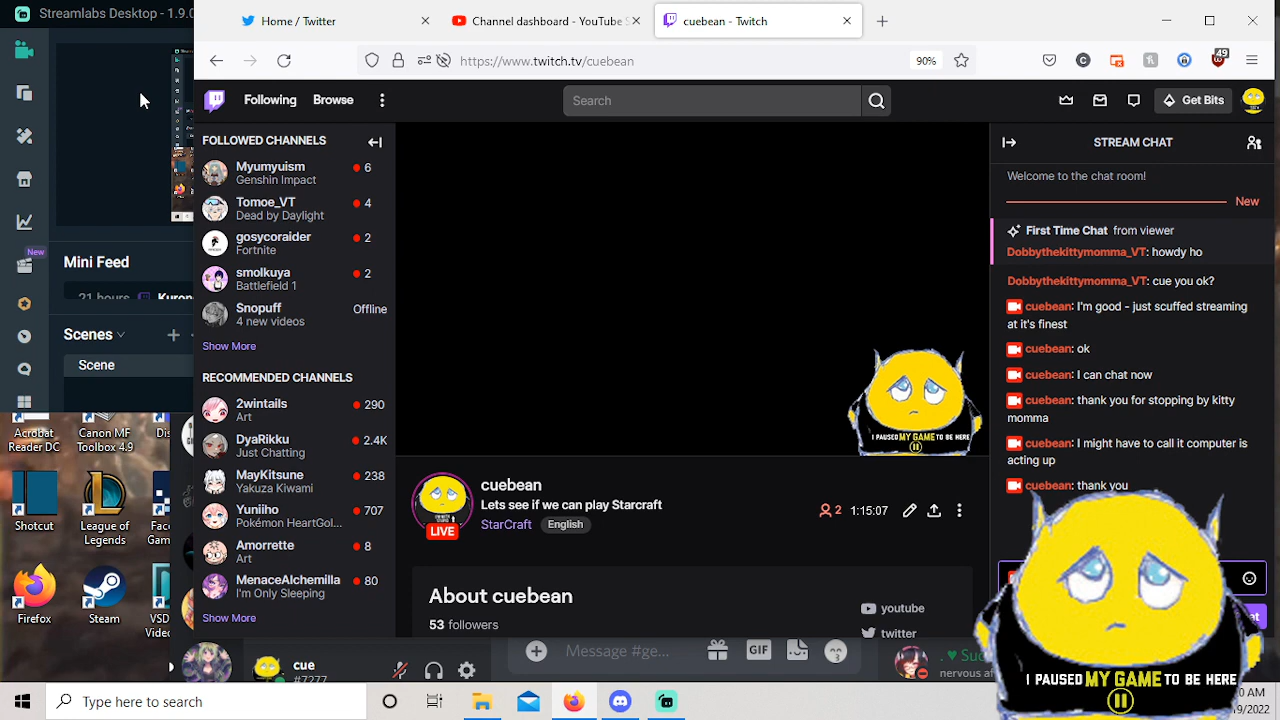 Streamlabs Desktop - 1.9.0
Home / Twitter
Channel dashboard - YouTube S
cuebean - Twitch
https://www.twitch.tv/cuebean
90%
49
Following
Browse
Search
Get Bits
FOLLOWED CHANNELS
Myumyuism
6
Genshin Impact
Tomoe_VT
4
Dead by Daylight
gosycoraider
2
Fortnite
smolkuya
2
Battlefield 1
Snopuff
Offline
4 new videos
Show More
RECOMMENDED CHANNELS
2wintails
290
Art
DyaRikku
2.4K
Just Chatting
MayKitsune
238
Yakuza Kiwami
Yuniiho
707
Pokémon HeartGol...
Amorrette
8
Art
MenaceAlchemilla
80
I'm Only Sleeping
Show More
I PAUSED MY GAME TO BE HERE
cuebean
Lets see if we can play Starcraft
StarCraft
English
LIVE
2
1:15:07
About cuebean
53 followers
youtube
twitter
STREAM CHAT
Welcome to the chat room!
New
First Time Chat from viewer
Dobbythekittymomma_VT: howdy ho
Dobbythekittymomma_VT: cue you ok?
cuebean: I'm good - just scuffed streaming
at it's finest
cuebean: ok
cuebean: I can chat now
cuebean: thank you for stopping by kitty
momma
cuebean: I might have to call it computer is
acting up
cuebean: thank you
I PAUSED MY GAME TO BE HERE
New
Mini Feed
21 hours
Scenes
Scene
Acrobat
Reader DC
Canon MF
Toolbox 4.9
Shotcut
League of
Legends
Firefox
Steam
cue
#7277
Message #ge...
GIF
Type here to search